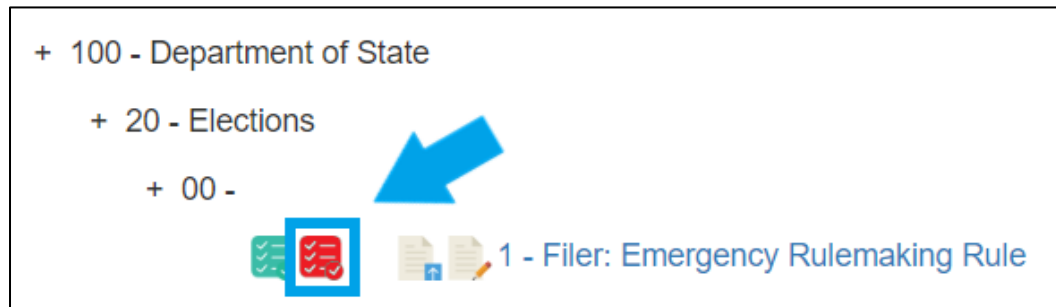 + 100 - Department of State
+ 20 - Elections
+ 00 -
1 - Filer: Emergency Rulemaking Rule